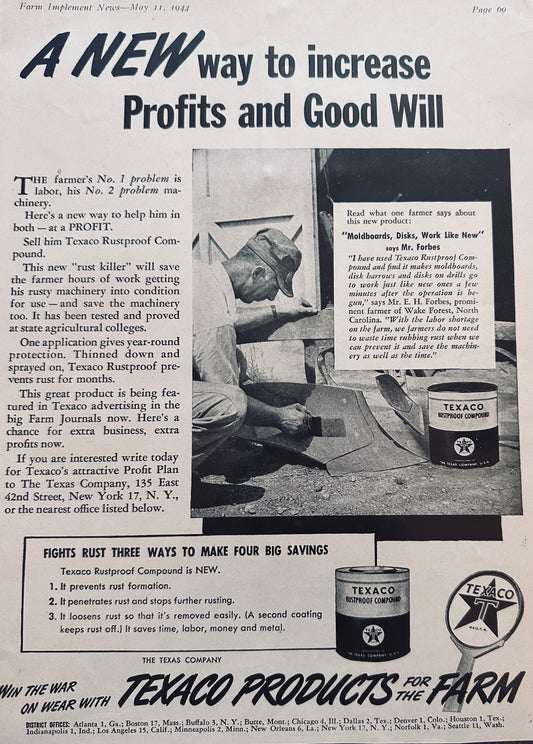 Farm Implement News—May 11, 1944 Page 69
A NEW way to increase
Profits and Good Will
THE farmer's No. 1 problem is
labor, his No. 2 problem ma-
chinery.
Here's a new way to help him in
both — at a PROFIT.
Sell him Texaco Rustproof Com-
pound.
This new "rust killer" will save
the farmer hours of work getting
his rusty machinery into condition
for use — and save the machinery
too. It has been tested and proved
at state agricultural colleges.
One application gives year-round
protection. Thinned down and
sprayed on, Texaco Rustproof pre-
vents rust for months.
This great product is being fea-
tured in Texaco advertising in the
big Farm Journals now. Here's a
chance for extra business, extra
profits now.
If you are interested write today
for Texaco's attractive Profit Plan
to The Texas Company, 135 East
42nd Street, New York 17, N. Y.,
or the nearest office listed below.
Read what one farmer says about
this new product:
"Moldboards, Disks, Work Like New"
says Mr. Forbes
"I have used Texaco Rustproof Com-
pound and find it makes moldboards,
disk harrows and disks on drills go
to work just like new ones a few
minutes after the operation is be-
gun," says Mr. E. H. Forbes, promi-
nent farmer of Wake Forest, North
Carolina. "With the labor shortage
on the farm, we farmers do not need
to waste time rubbing rust when we
can prevent it and save the machin-
ery as well as the time."
TEXACO
RUSTPROOF COMPOUND
THE TEXAS COMPANY, U.S.A.
FIGHTS RUST THREE WAYS TO MAKE FOUR BIG SAVINGS
Texaco Rustproof Compound is NEW.
1. It prevents rust formation.
2. It penetrates rust and stops further rusting.
3. It loosens rust so that it's removed easily. (A second coating
keeps rust off.) It saves time, labor, money and metal.
TEXACO
RUSTPROOF COMPOUND
THE TEXAS COMPANY, U.S.A.
TEXACO
T
THE TEXAS COMPANY
WIN THE WAR
ON WEAR WITH
TEXACO PRODUCTS FOR THE FARM
DISTRICT OFFICES: Atlanta 1, Ga.; Boston 17, Mass.; Buffalo 3, N. Y.; Butte, Mont.; Chicago 4, Ill.; Dallas 2, Tex.; Denver 1, Colo.; Houston 1, Tex.;
Indianapolis 1, Ind.; Los Angeles 15, Calif.; Minneapolis 2, Minn.; New Orleans 6, La.; New York 17, N. Y.; Norfolk 1, Va.; Seattle 11, Wash.